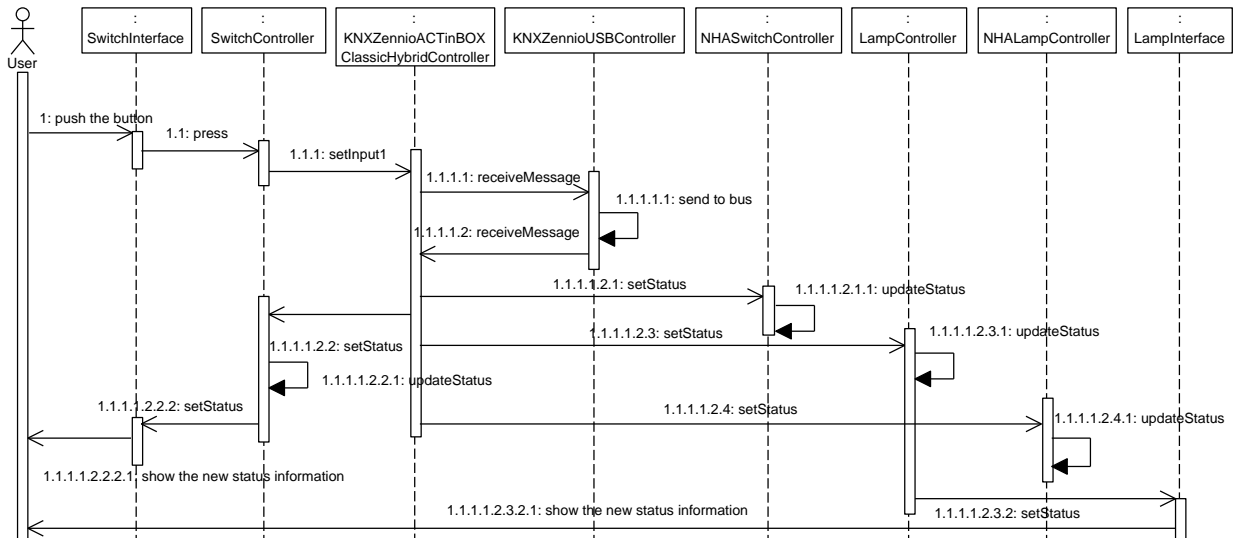 :
:
:
:
:
:
:
:
SwitchInterface
SwitchController
KNXZennioACTinBOX
ClassicHybridController
KNXZennioUSBController
NHASwitchController
LampController
NHALampController
LampInterface
User
1: push the button
1.1: press
1.1.1: setInput1
1.1.1.1: receiveMessage
1.1.1.1.1: send to bus
1.1.1.1.2: receiveMessage
1.1.1.1.2.1: setStatus
1.1.1.1.2.1.1: updateStatus
1.1.1.1.2.3: setStatus
1.1.1.1.2.3.1: updateStatus
1.1.1.1.2.2: setStatus
1.1.1.1.2.2.1: updateStatus
1.1.1.1.2.2.2: setStatus
1.1.1.1.2.4: setStatus
1.1.1.1.2.4.1: updateStatus
1.1.1.1.2.2.2.1: show the new status information
1.1.1.1.2.3.2.1: show the new status information
1.1.1.1.2.3.2: setStatus